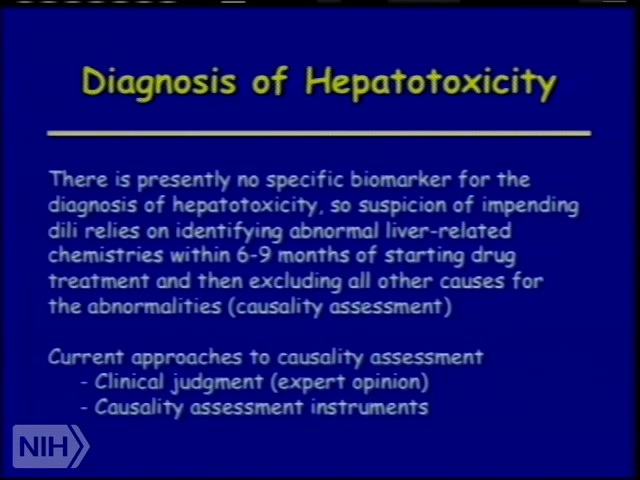 Diagnosis of Hepatotoxicity
There is presently no specific biomarker for the
diagnosis of hepatotoxicity, so suspicion of impending
dili relies on identifying abnormal liver-related
chemistries within 6-9 months of starting drug
treatment and then excluding all other causes for
the abnormalities (causality assessment)
Current approaches to causality assessment
- Clinical judgment (expert opinion)
- Causality assessment instruments
NIH